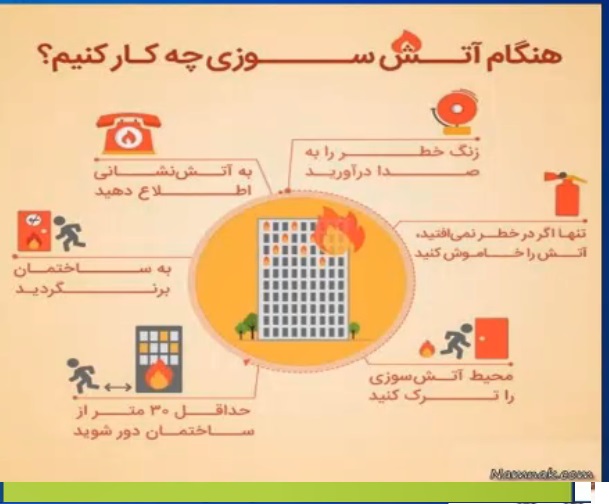 هنگام آتش سوزی چه کار کنیم؟
زنگ خطر را به
صدا درآورید
به آتش‌نشانی
اطلاع دهید
تنها اگر در خطر نمی‌افتید،
آتش را خاموش کنید
به ساختمان
برنگردید
محیط آتش‌سوزی
را ترک کنید
حداقل ۳۰ متر از
ساختمان دور شوید
Namnak.com